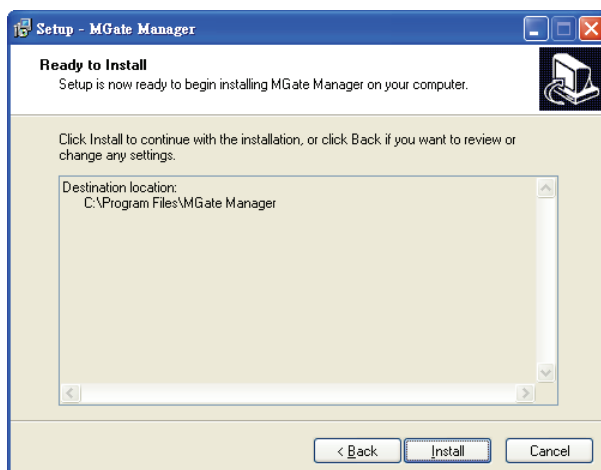 Setup - MGate Manager
Ready to Install
Setup is now ready to begin installing MGate Manager on your computer.
Click Install to continue with the installation, or click Back if you want to review or
change any settings.
Destination location:
C:\Program Files\MGate Manager
< Back
Install
Cancel